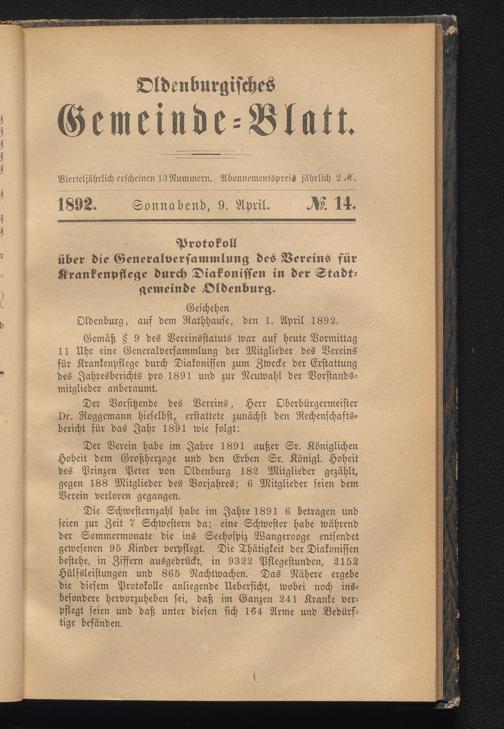 Oldenburgisches
Gemeinde-Blatt.
Vierteljährlich erscheinen 13 Nummern. Abonnementspreis jährlich 2 M.
1892. Sonnabend, 9. April. № 14.
Protokoll
über die Generalversammlung des Vereins für
Krankenpflege durch Diakonissen in der Stadt-
gemeinde Oldenburg.
Geschehen
Oldenburg, auf dem Rathhause, den 1. April 1892.
Gemäß § 9 des Vereinsstatuts war auf heute Vormittag
11 Uhr eine Generalversammlung der Mitglieder des Vereins
für Krankenpflege durch Diakonissen zum Zwecke der Erstattung
des Jahresberichts pro 1891 und zur Neuwahl der Vorstands-
mitglieder anberaumt.
Der Vorsitzende des Vereins, Herr Oberbürgermeister
Dr. Roggemann hieselbst, erstattete zunächst den Rechenschafts-
bericht für das Jahr 1891 wie folgt:
Der Verein habe im Jahre 1891 außer Sr. Königlichen
Hoheit dem Großherzoge und den Erben Sr. Königl. Hoheit
des Prinzen Peter von Oldenburg 182 Mitglieder gezählt,
gegen 188 Mitglieder des Vorjahres; 6 Mitglieder seien dem
Verein verloren gegangen.
Die Schwesternzahl habe im Jahre 1891 6 betragen und
seien zur Zeit 7 Schwestern da; eine Schwester habe während
der Sommermonate die ins Seehospiz Wangerooge entsendet
gewesenen 95 Kinder verpflegt. Die Thätigkeit der Diakonissen
bestehe, in Ziffern ausgedrückt, in 9322 Pflegestunden, 2152
Hülfsleistungen und 865 Nachtwachen. Das Nähere ergebe
die diesem Protokolle anliegende Uebersicht, wobei noch ins-
besondere hervorzuheben sei, daß im Ganzen 241 Kranke ver-
pflegt seien und daß unter diesen sich 164 Arme und Bedürf-
tige befänden.